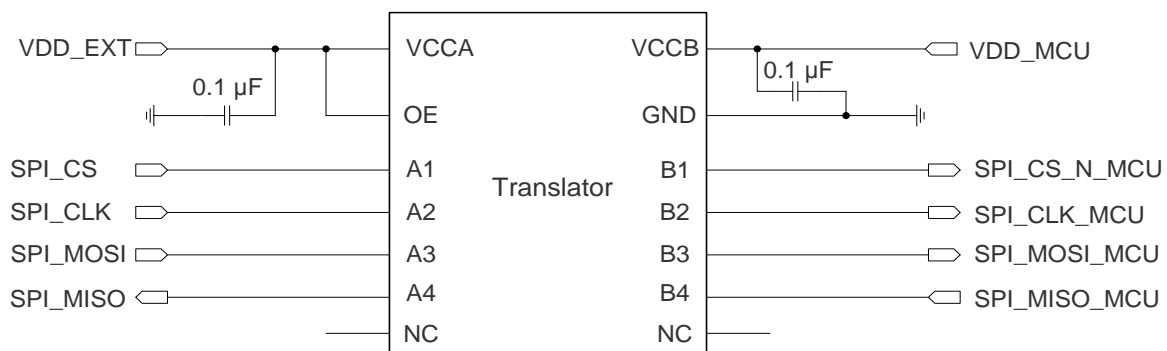 VDD_EXT VCCA VCCB VDD_MCU
0.1 µF 0.1 µF
OE GND
SPI_CS A1 B1 SPI_CS_N_MCU
Translator
SPI_CLK A2 B2 SPI_CLK_MCU
SPI_MOSI A3 B3 SPI_MOSI_MCU
SPI_MISO A4 B4 SPI_MISO_MCU
NC NC